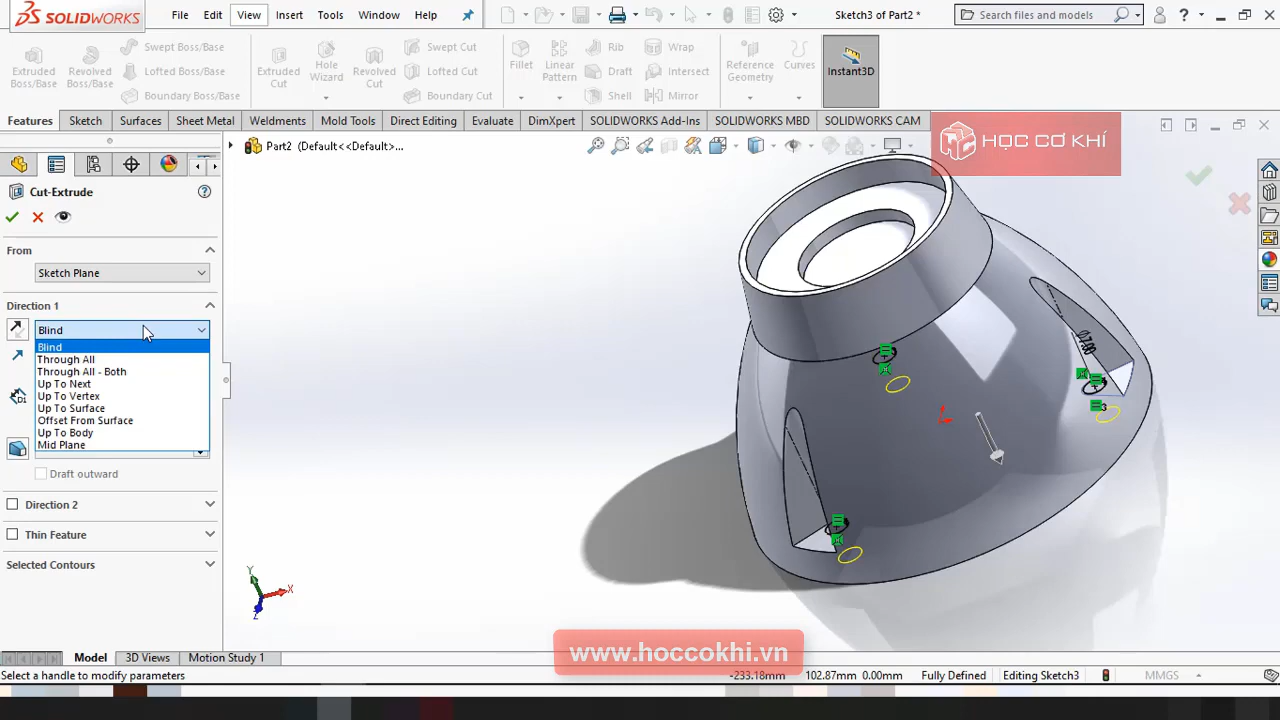 SOLIDWORKS
File
Edit
View
Insert
Tools
Window
Help
Sketch3 of Part2 *
Search files and models
?
Extruded Boss/Base
Revolved Boss/Base
Swept Boss/Base
Lofted Boss/Base
Boundary Boss/Base
Extruded Cut
Hole Wizard
Revolved Cut
Swept Cut
Lofted Cut
Boundary Cut
Fillet
Linear Pattern
Rib
Draft
Shell
Wrap
Intersect
Mirror
Reference Geometry
Curves
Instant3D
Features
Sketch
Surfaces
Sheet Metal
Weldments
Mold Tools
Direct Editing
Evaluate
DimXpert
SOLIDWORKS Add-Ins
SOLIDWORKS MBD
SOLIDWORKS CAM
HỌC CƠ KHÍ
Part2 (Default<<Default>...
Cut-Extrude
From
Sketch Plane
Direction 1
Blind
Blind
Through All
Through All - Both
Up To Next
Up To Vertex
Up To Surface
Offset From Surface
Up To Body
Mid Plane
Draft outward
Direction 2
Thin Feature
Selected Contours
Y
X
Z
Model
3D Views
Motion Study 1
www.hoccokhi.vn
Select a handle to modify parameters
-233.18mm
102.87mm 0.00mm
Fully Defined
Editing Sketch3
MMGS